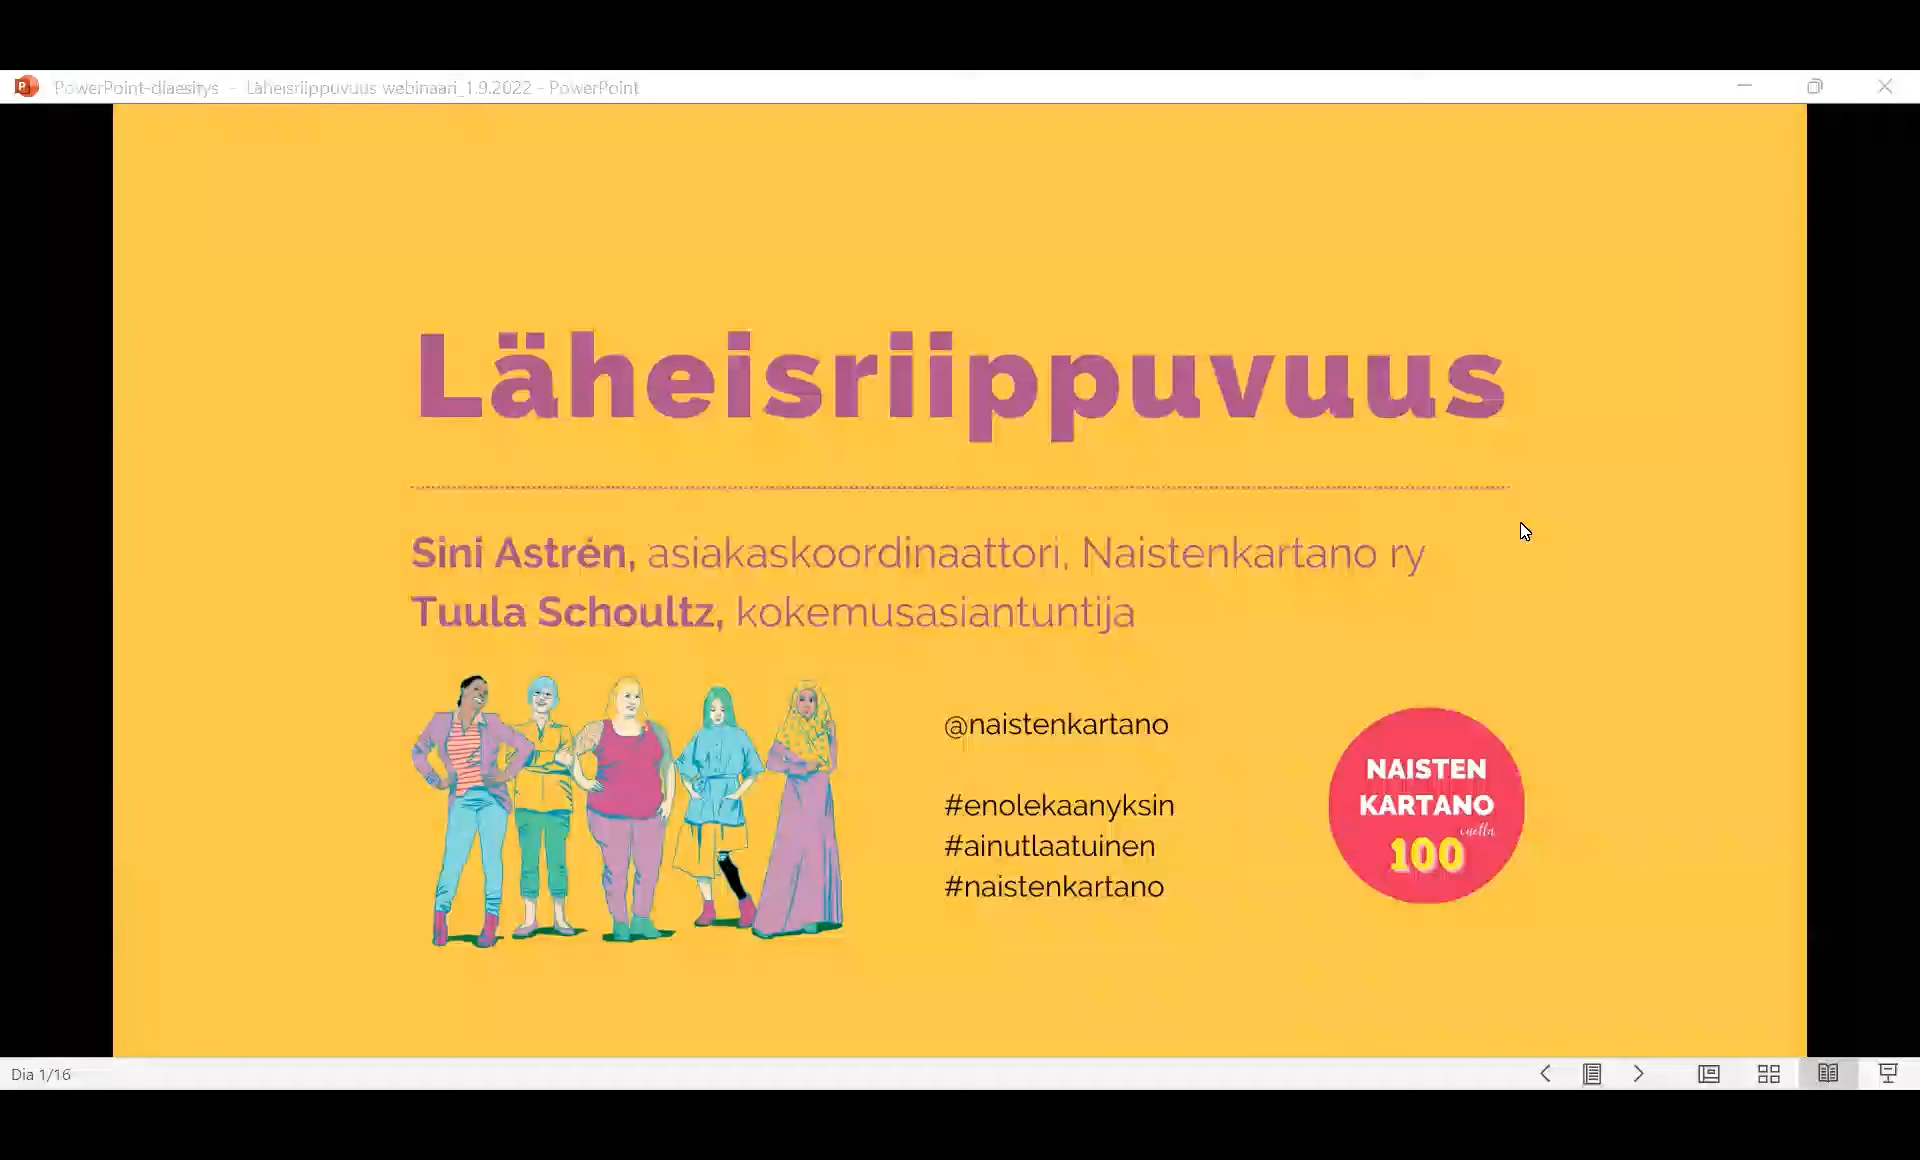 PowerPoint-diaesitys - Läheisriippuvuus webinaari_1.9.2022 - PowerPoint
Läheisriippuvuus
Sini Astrén, asiakaskoordinaattori, Naistenkartano ry
Tuula Schoultz, kokemusasiantuntija
@naistenkartano
#enolekaanyksin
#ainutlaatuinen
#naistenkartano
NAISTEN
KARTANO
vuotta
100
Dia 1/16